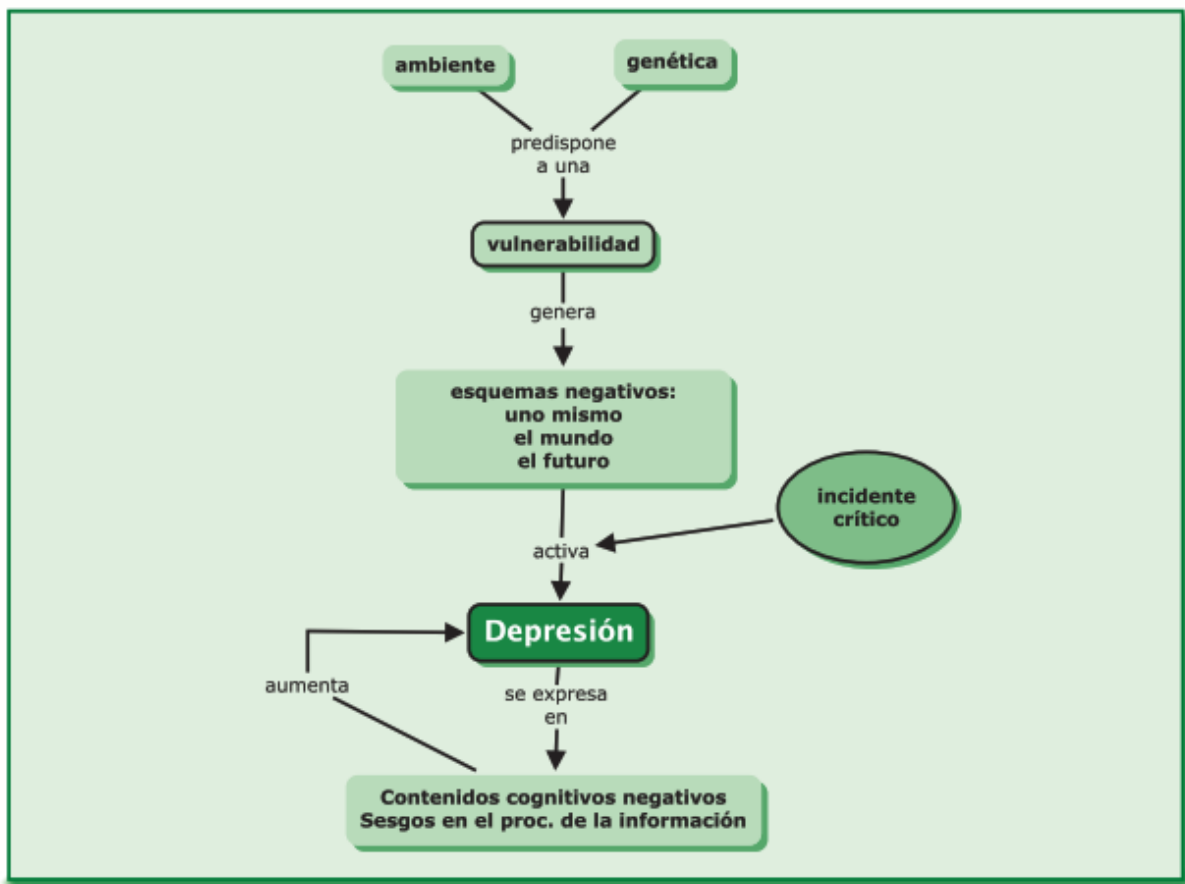 ambiente
genética
predispone
a una
vulnerabilidad
genera
esquemas negativos:
uno mismo
el mundo
el futuro
incidente
crítico
activa
Depresión
aumenta
se expresa
en
Contenidos cognitivos negativos
Sesgos en el proc. de la información